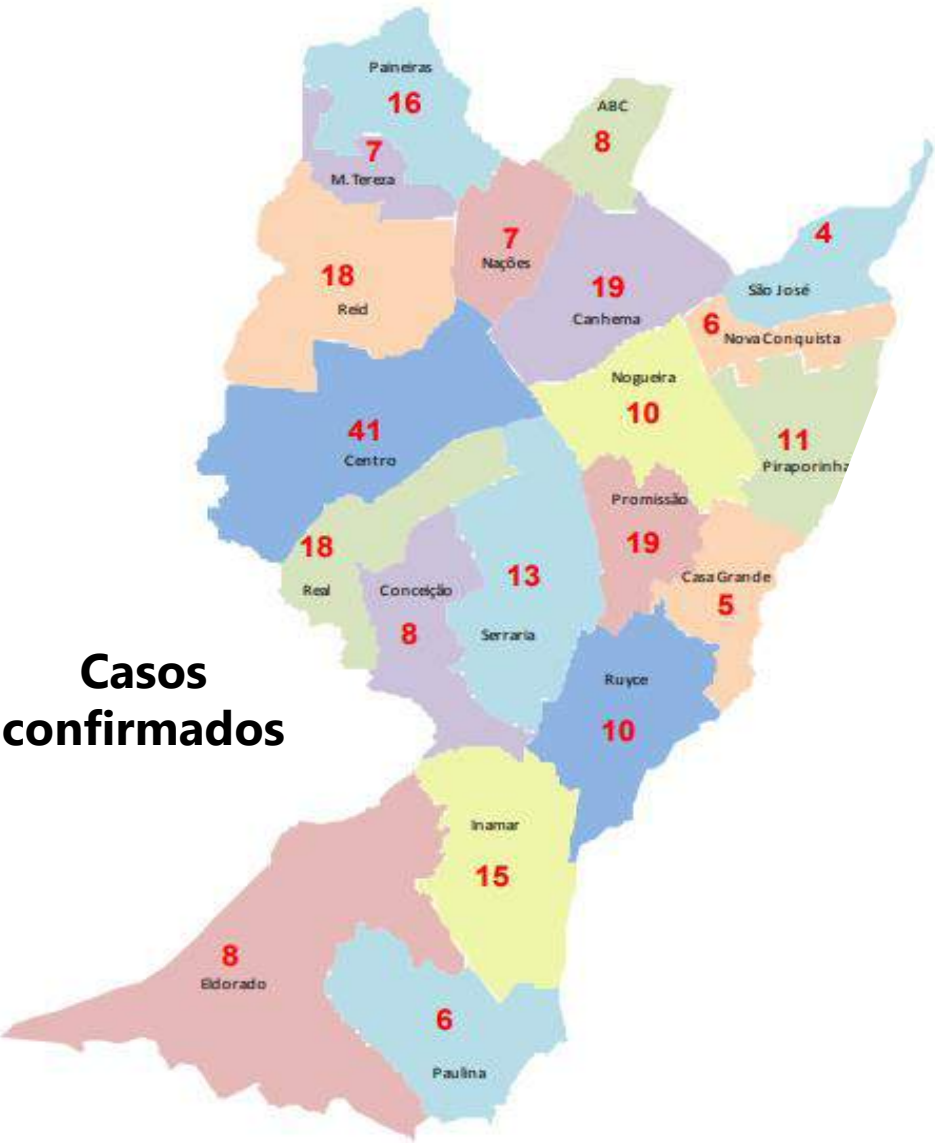 Paineiras
16
ABC
8
7
M. Tereza
7
Nações
4
São José
18
Reid
19
Canhema
6
Nova Conquista
Nogueira
10
41
Centro
11
Piraporinha
Promissão
19
18
Real
Conceição
8
13
Serraria
Casa Grande
5
Casos
confirmados
Ruyce
10
Inamar
15
8
Eldorado
6
Paulina